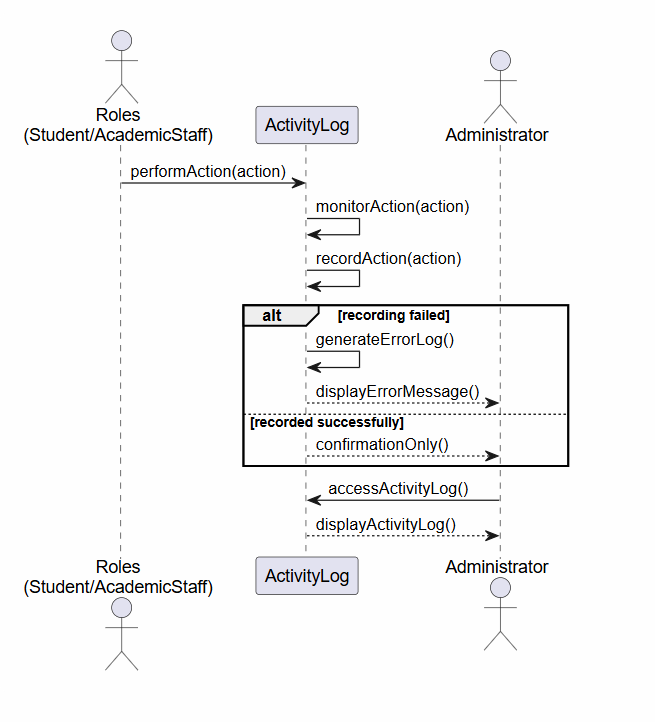 Roles
(Student/AcademicStaff)
ActivityLog
Administrator
performAction(action)
monitorAction(action)
recordAction(action)
alt
[recording failed]
generateErrorLog()
displayErrorMessage()
[recorded successfully]
confirmationOnly()
accessActivityLog()
displayActivityLog()
Roles
(Student/AcademicStaff)
ActivityLog
Administrator